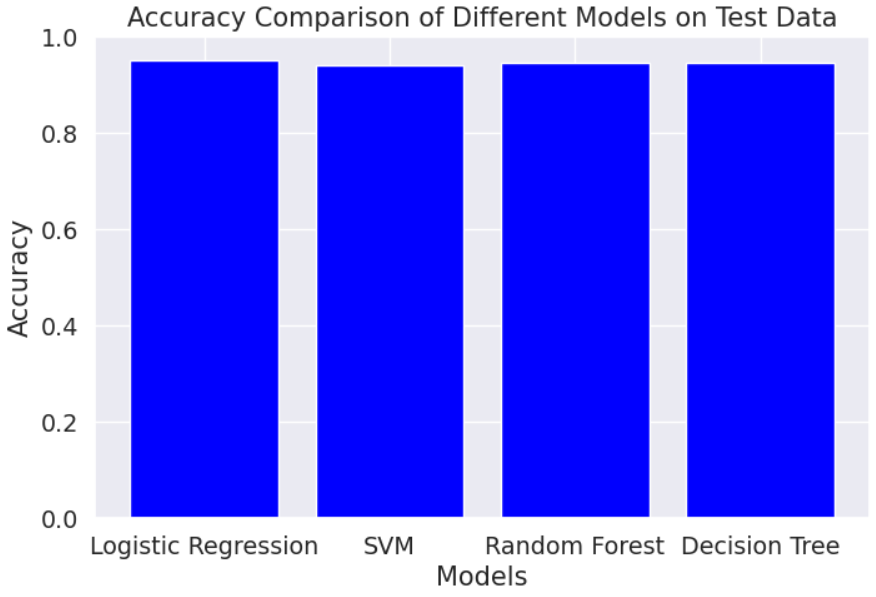 Accuracy Comparison of Different Models on Test Data
1.0
0.8
0.6
0.4
0.2
0.0
Accuracy
Logistic Regression SVM Random Forest Decision Tree
Models